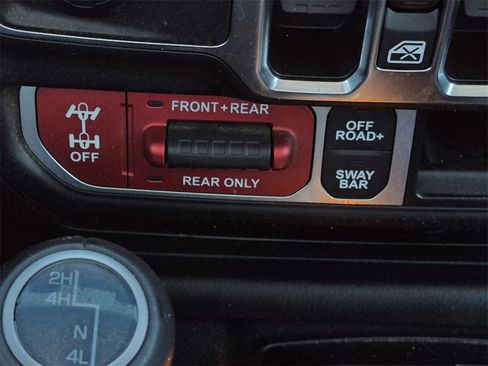 FRONT+REAR
OFF
REAR ONLY
OFF
ROAD+
SWAY
BAR
2H
4H
N
4L